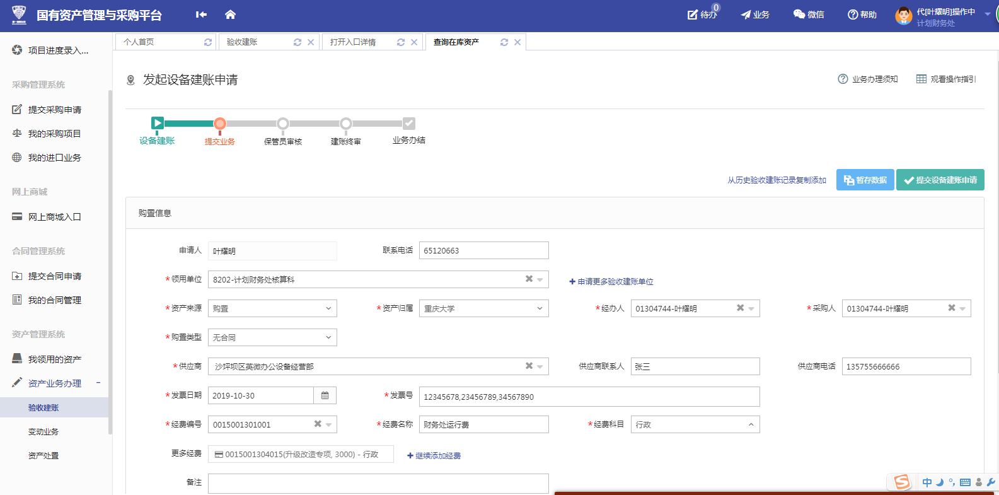 国有资产管理与采购平台
待办 0
业务
微信
帮助
代[叶耀明]操作中
计划财务处
个人首页
验收建账
打开入口详情
查询在库资产
项目进度录入...
采购管理系统
提交采购申请
我的采购项目
我的进口业务
网上商城
网上商城入口
合同管理系统
提交合同申请
我的合同管理
资产管理系统
我领用的资产
资产业务办理
验收建账
变动业务
资产处置
发起设备建账申请
业务办理须知
观看操作指引
设备建账
提交业务
保管员审核
建账终审
业务办结
从历史验收建账记录复制添加
暂存数据
提交设备建账申请
购置信息
申请人 叶耀明 联系电话 65120663
*领用单位 8202-计划财务处核算科 申请更多验收建账单位
*资产来源 购置 *资产归属 重庆大学 *经办人 01304744-叶耀明 *采购人 01304744-叶耀明
*购置类型 无合同
*供应商 沙坪坝区英微办公设备经营部 供应商联系人 张三 供应商电话 135755666666
*发票日期 2019-10-30 *发票号 12345678,23456789,34567890
*经费编号 0015001301001 *经费名称 财务处运行费 *经费科目 行政
更多经费 0015001304015(升级改造专项, 3000) - 行政 继续添加经费
备注
中